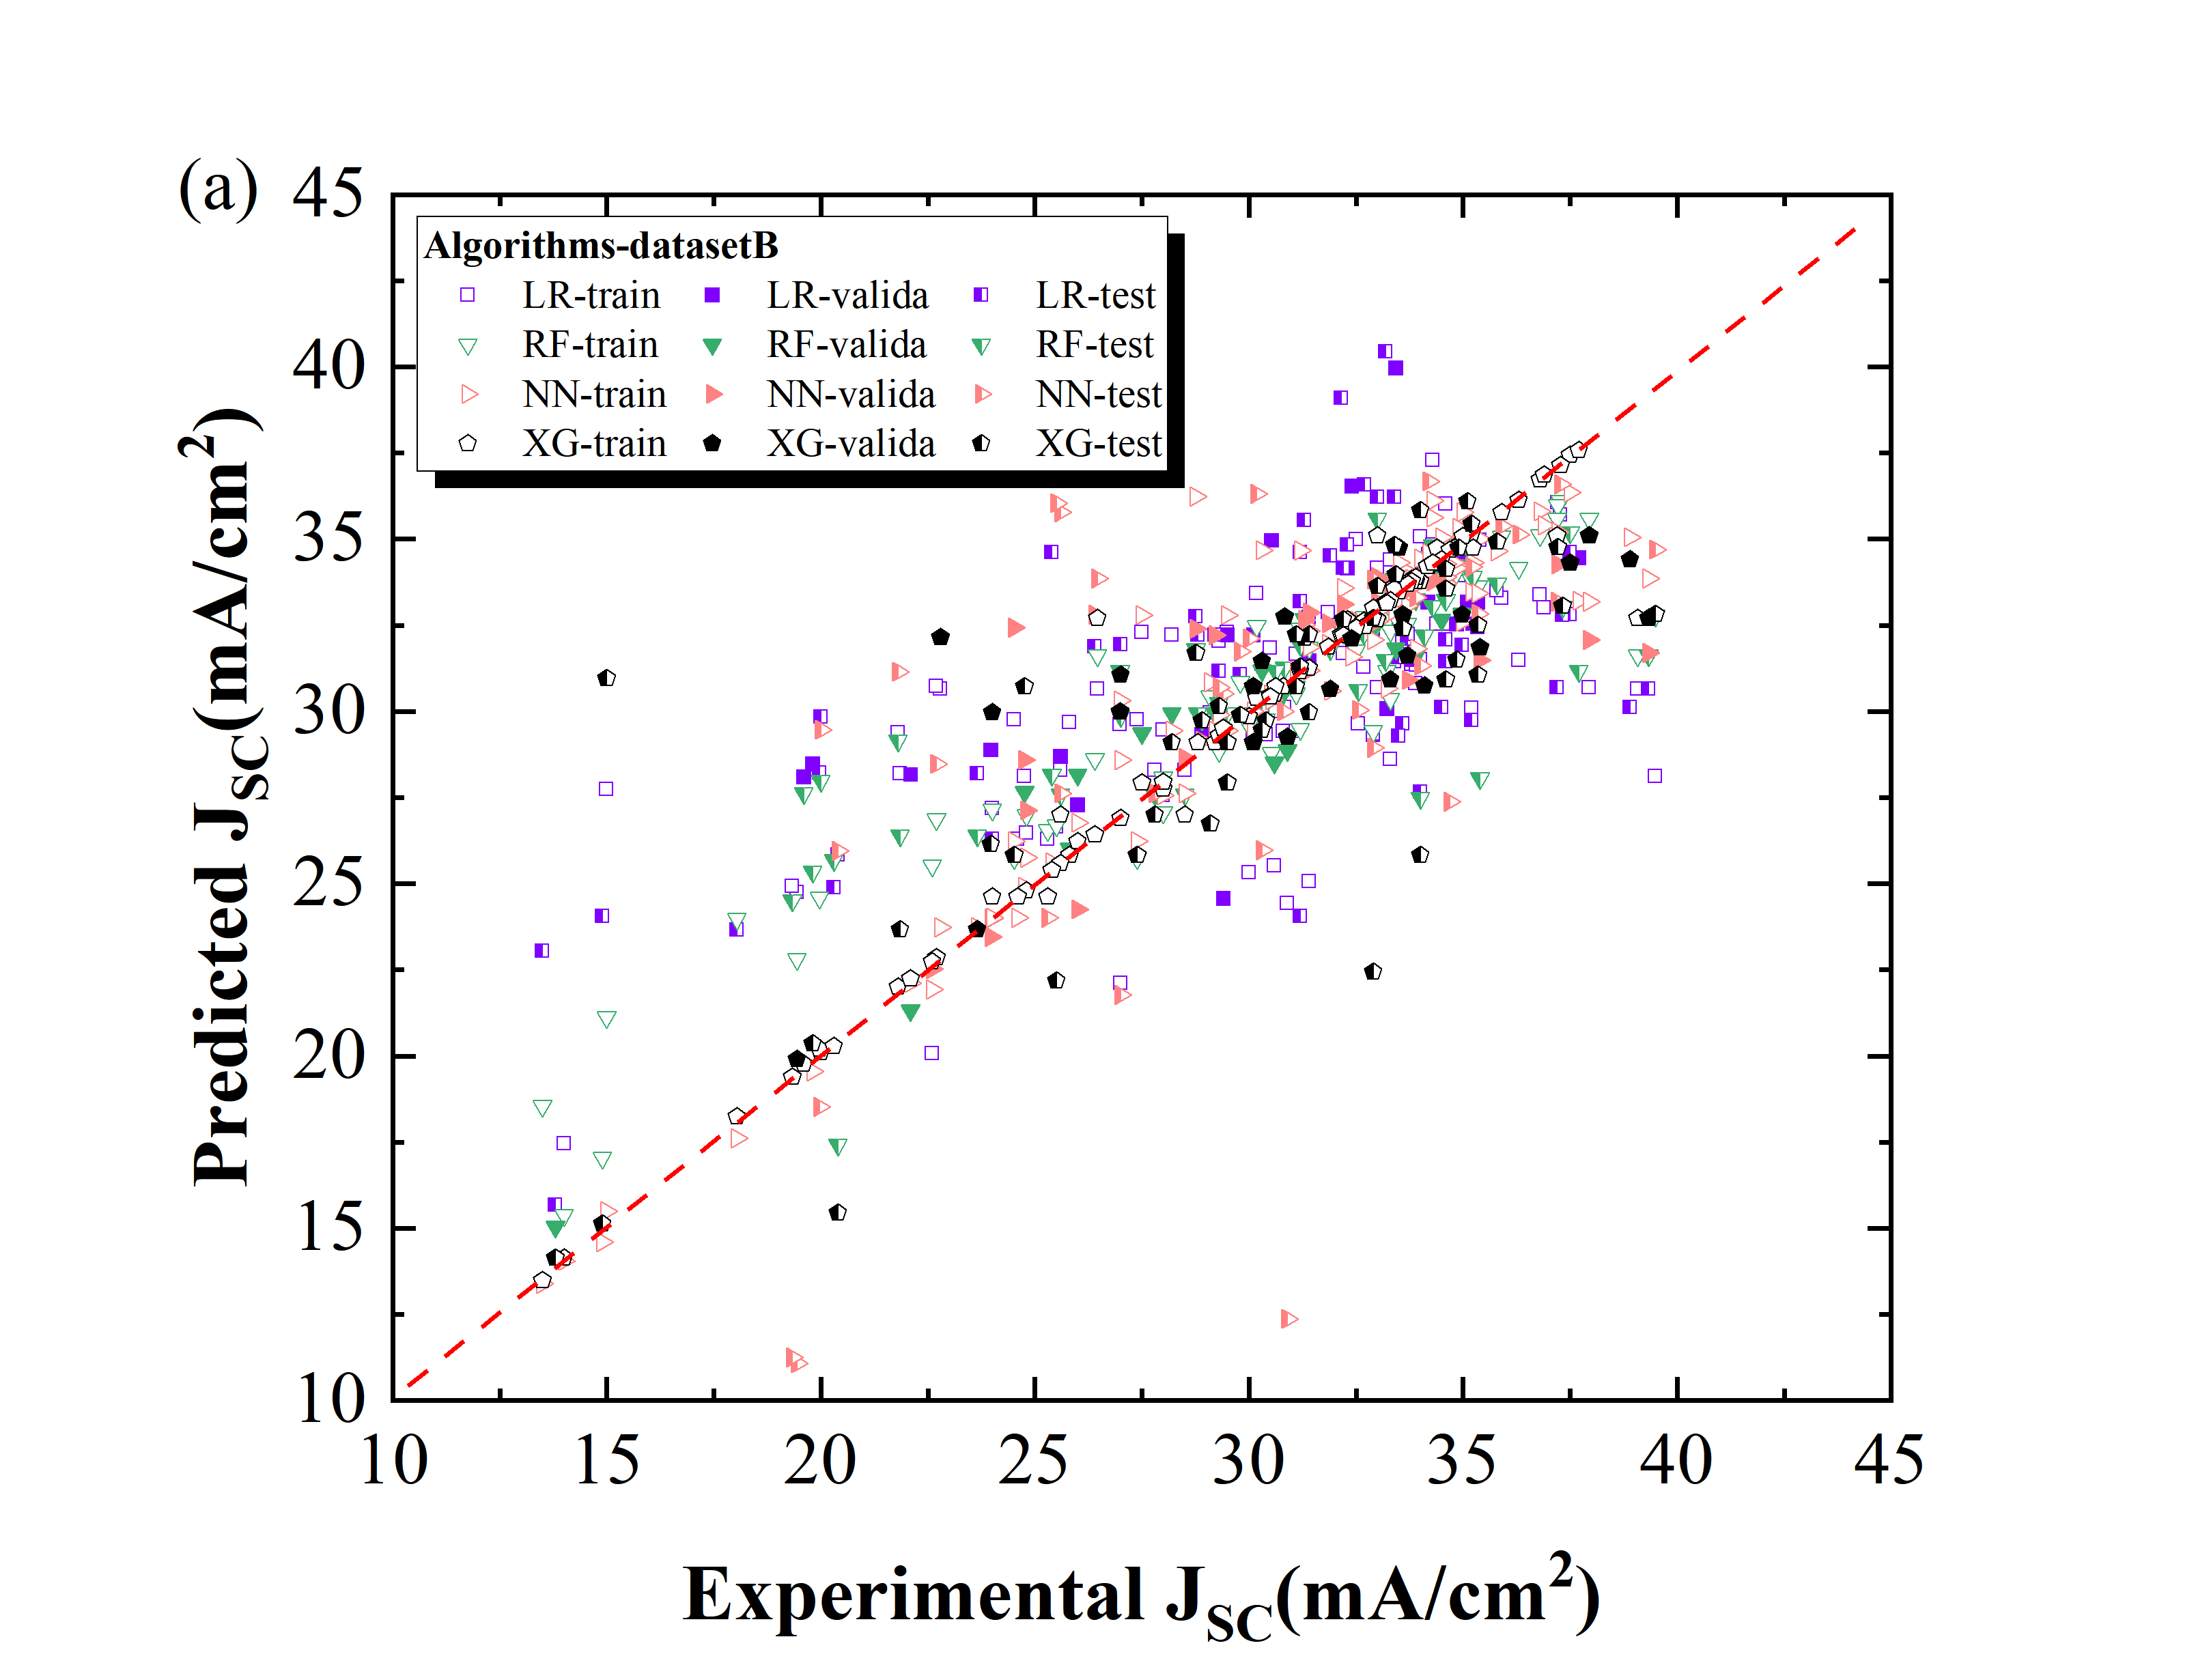 (a)
45
40
35
30
25
20
15
10
Predicted J_SC(mA/cm²)
Algorithms-datasetB
LR-train LR-valida LR-test
RF-train RF-valida RF-test
NN-train NN-valida NN-test
XG-train XG-valida XG-test
10 15 20 25 30 35 40 45
Experimental J_SC(mA/cm²)